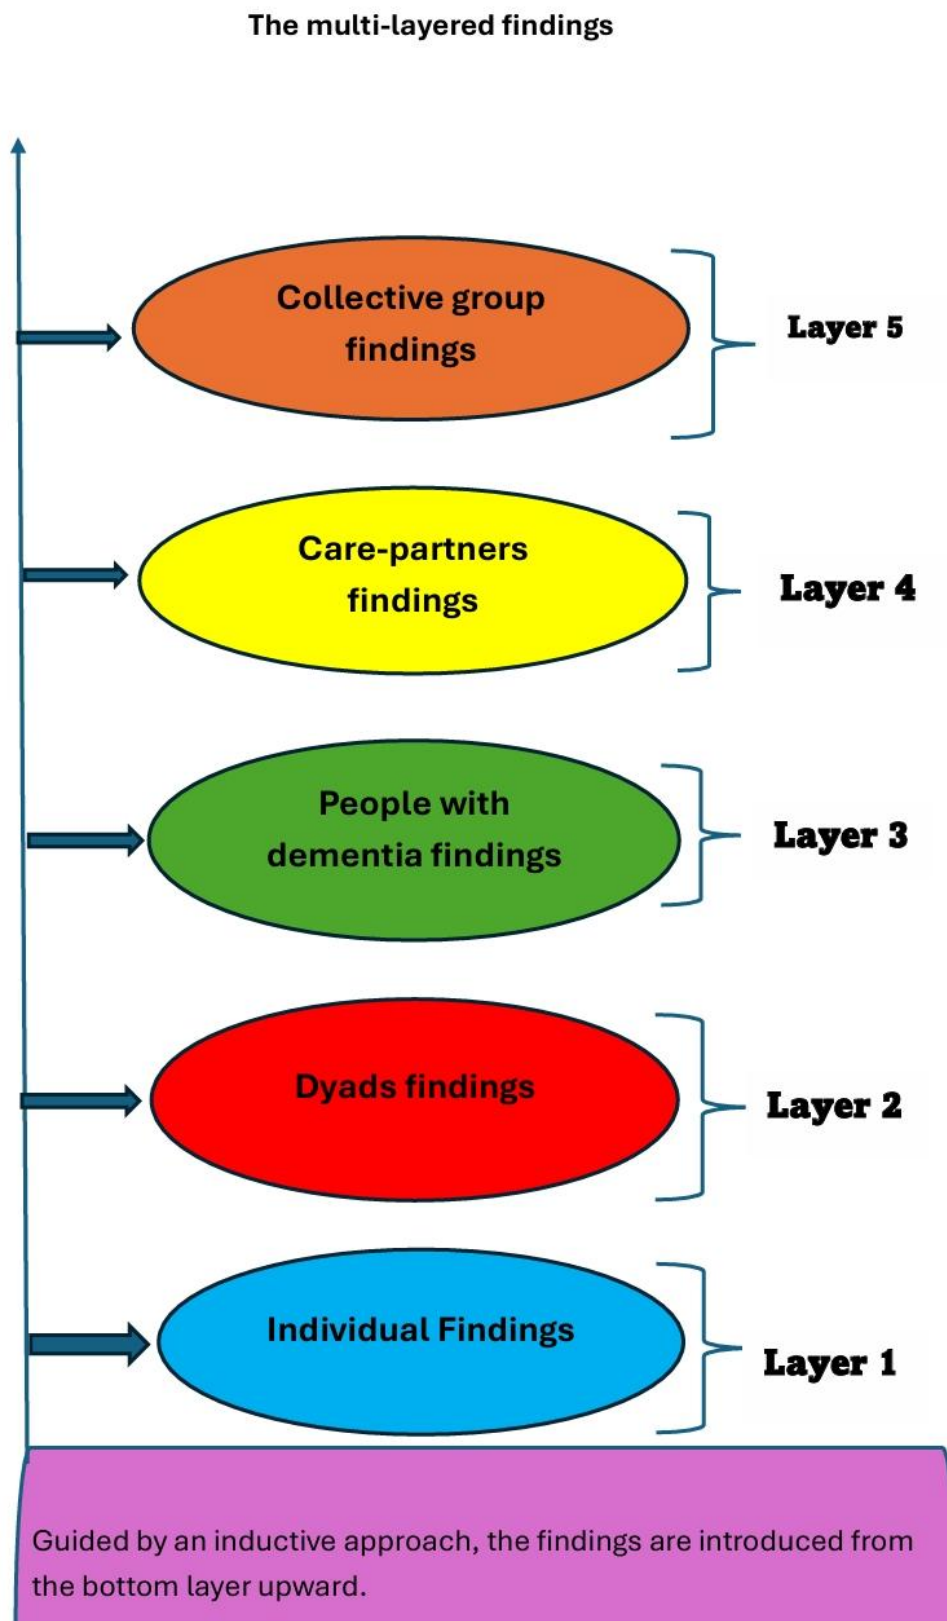 The multi-layered findings
Collective group
findings
Layer 5
Care-partners
findings
Layer 4
People with
dementia findings
Layer 3
Dyads findings
Layer 2
Individual Findings
Layer 1
Guided by an inductive approach, the findings are introduced from
the bottom layer upward.